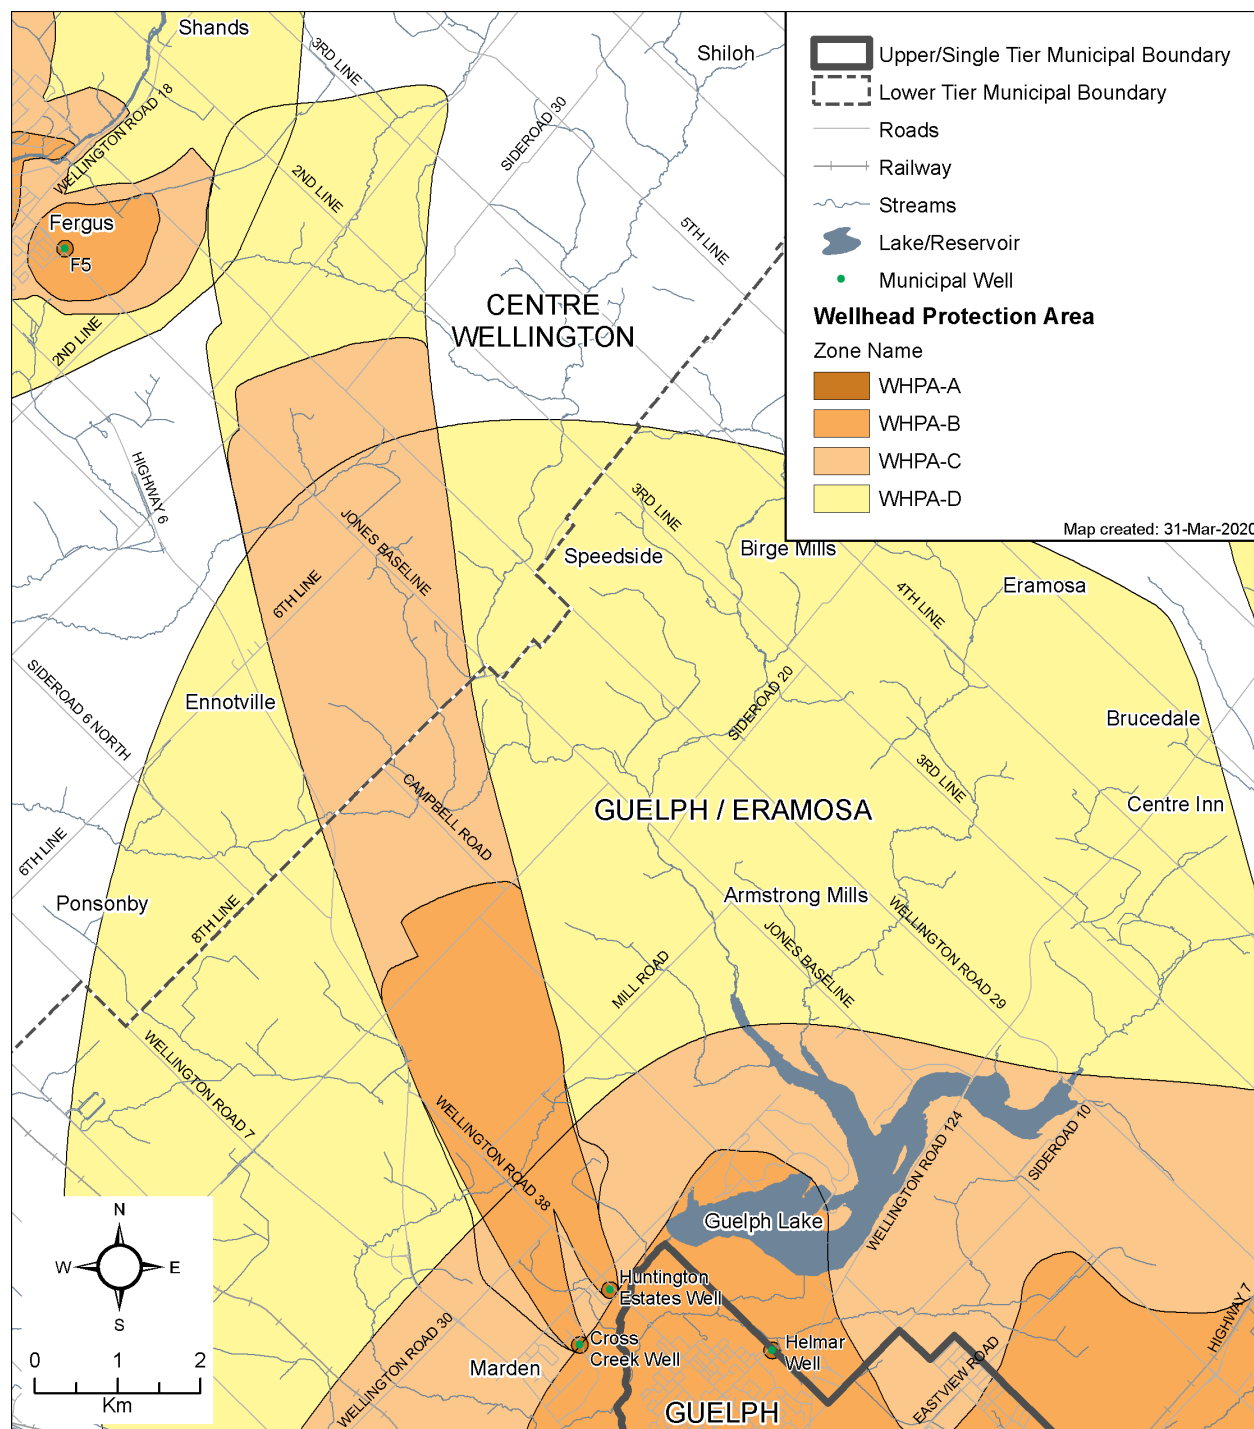 Shands
3RD LINE
Shiloh
WELLINGTON ROAD 18
SIDEROAD 30
2ND LINE
Fergus
F5
5TH LINE
2ND LINE
CENTRE
WELLINGTON
HIGHWAY 6
JONES BASELINE
6TH LINE
3RD LINE
Speedside
Birge Mills
Eramosa
4TH LINE
SIDEROAD 6 NORTH
Ennotville
SIDEROAD 20
Brucedale
3RD LINE
CAMPBELL ROAD
GUELPH / ERAMOSA
Centre Inn
6TH LINE
Ponsonby
8TH LINE
Armstrong Mills
JONES BASELINE
WELLINGTON ROAD 29
MILL ROAD
WELLINGTON ROAD 7
WELLINGTON ROAD 38
WELLINGTON ROAD 124
SIDEROAD 10
Guelph Lake
Huntington
Estates Well
Cross
Creek Well
Helmar
Well
HIGHWAY 7
WELLINGTON ROAD 30
Marden
EASTVIEW ROAD
GUELPH
Upper/Single Tier Municipal Boundary
Lower Tier Municipal Boundary
Roads
Railway
Streams
Lake/Reservoir
Municipal Well
Wellhead Protection Area
Zone Name
WHPA-A
WHPA-B
WHPA-C
WHPA-D
Map created: 31-Mar-2020
N
W
E
S
0 1 2
Km